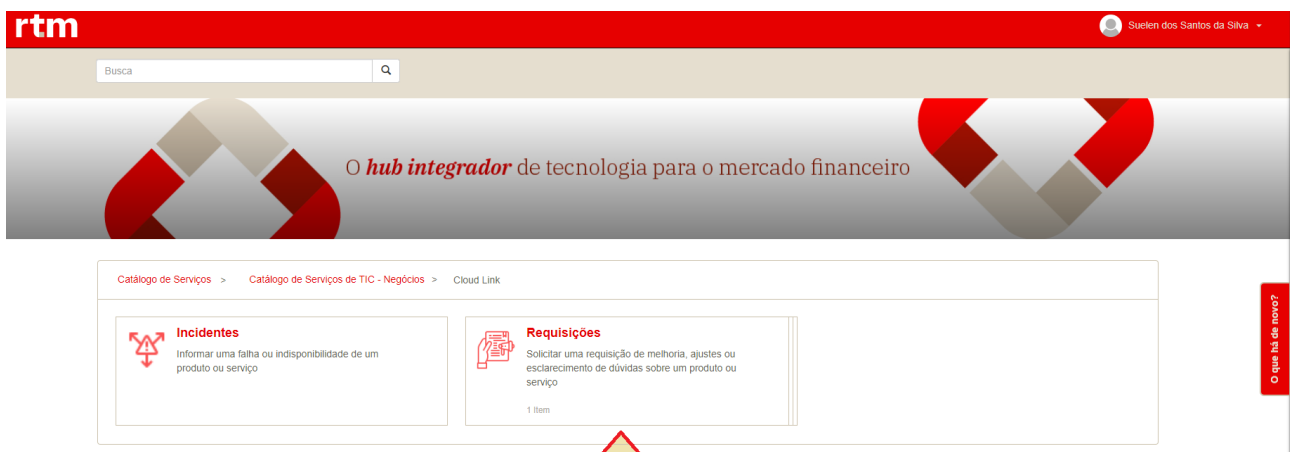 rtm
Suelen dos Santos da Silva
Busca
O hub integrador de tecnologia para o mercado financeiro
Catálogo de Serviços > Catálogo de Serviços de TIC - Negócios > Cloud Link
Incidentes
Informar uma falha ou indisponibilidade de um
produto ou serviço
Requisições
Solicitar uma requisição de melhoria, ajustes ou
esclarecimento de dúvidas sobre um produto ou
serviço
1 Item
O que há de novo?